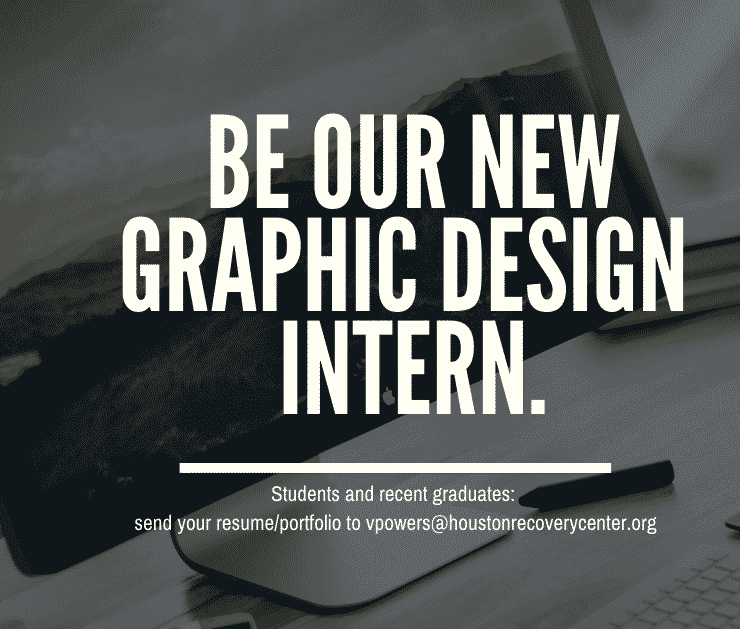 BE OUR NEW
GRAPHIC DESIGN
INTERN.
Students and recent graduates:
send your resume/portfolio to vpowers@houstonrecoverycenter.org